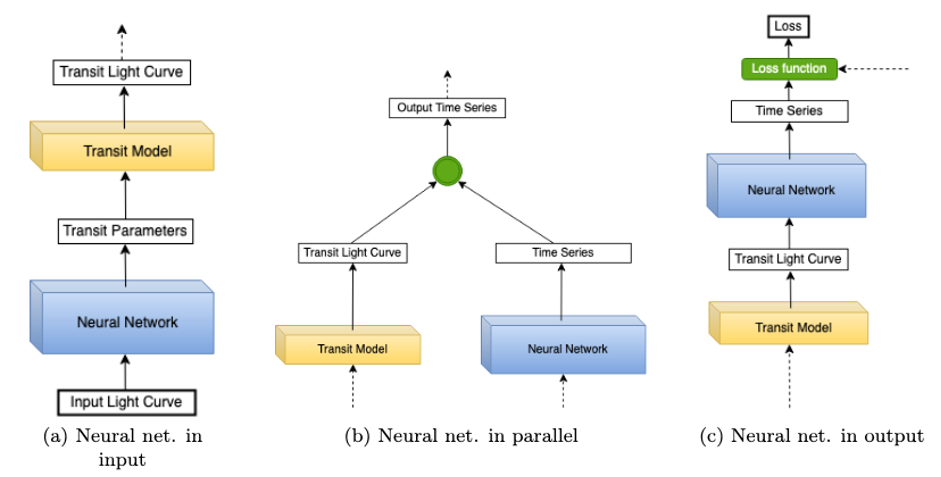 Transit Light Curve
Transit Model
Transit Parameters
Neural Network
Input Light Curve
(a) Neural net. in
input
Output Time Series
Transit Light Curve
Time Series
Transit Model
Neural Network
(b) Neural net. in parallel
Loss
Loss function
Time Series
Neural Network
Transit Light Curve
Transit Model
(c) Neural net. in output